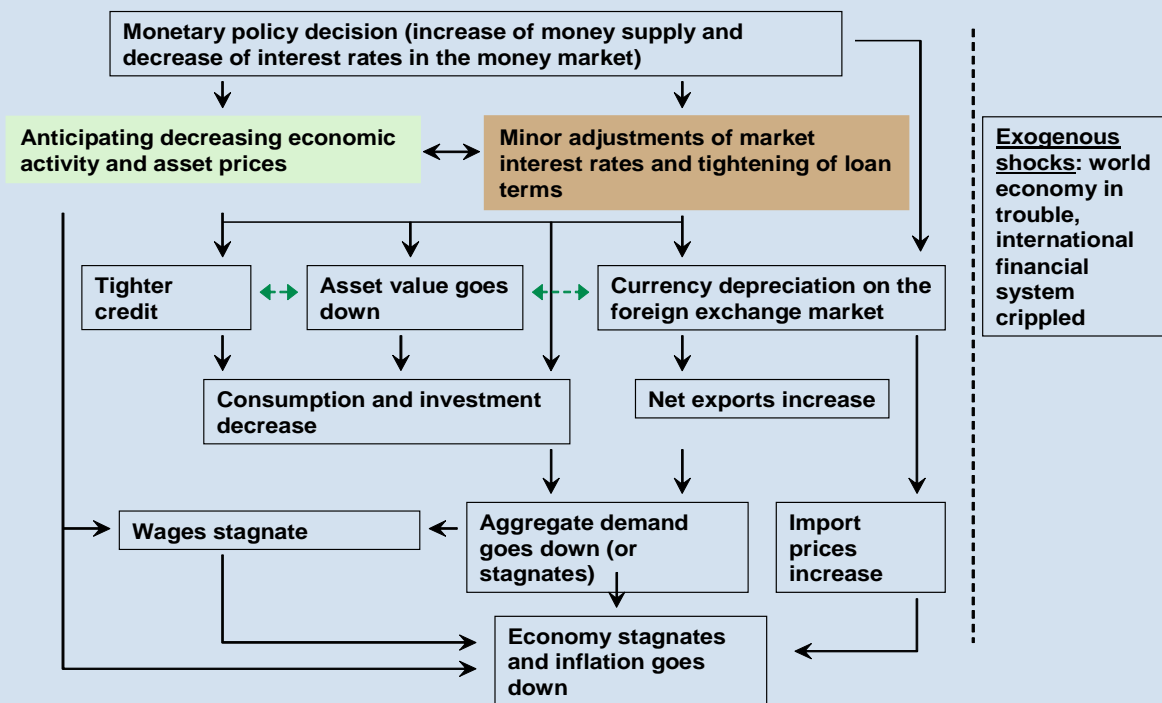 Monetary policy decision (increase of money supply and
decrease of interest rates in the money market)
Anticipating decreasing economic
activity and asset prices
Minor adjustments of market
interest rates and tightening of loan
terms
Exogenous
shocks: world
economy in
trouble,
international
financial
system
crippled
Tighter
credit
Asset value goes
down
Currency depreciation on the
foreign exchange market
Consumption and investment
decrease
Net exports increase
Wages stagnate
Aggregate demand
goes down (or
stagnates)
Import
prices
increase
Economy stagnates
and inflation goes
down